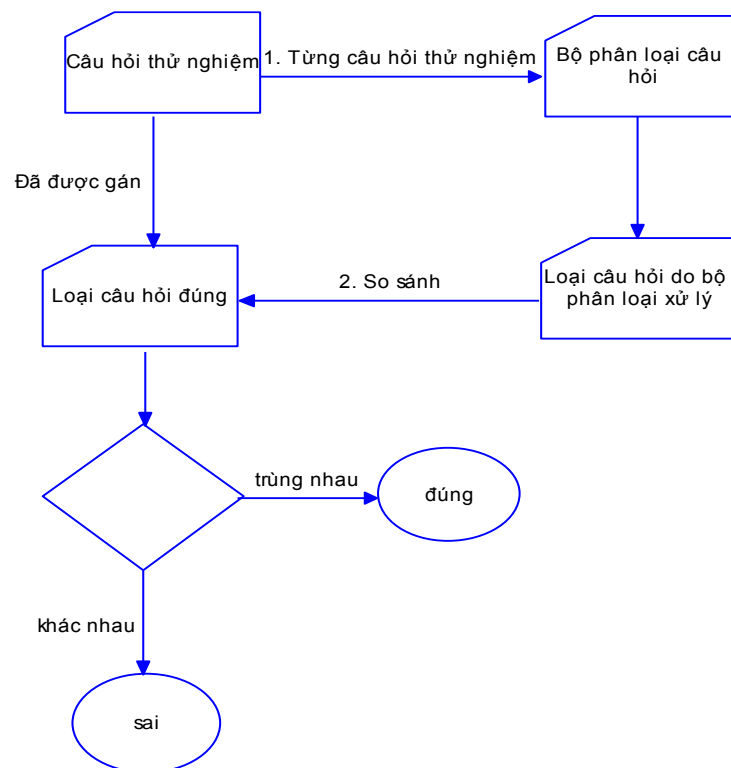 Câu hỏi thử nghiệm
1. Từng câu hỏi thử nghiệm
Bộ phân loại câu
hỏi
Đã được gán
Loại câu hỏi đúng
2. So sánh
Loại câu hỏi do bộ
phân loại xử lý
trùng nhau
đúng
khác nhau
sai